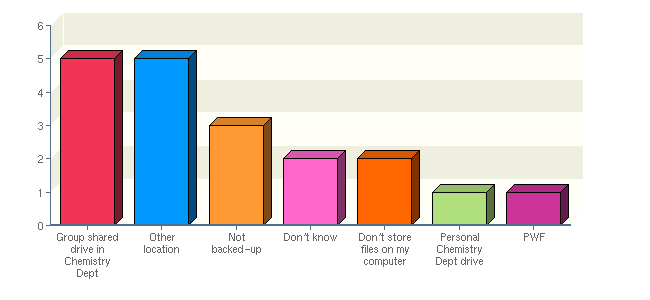 6
5
4
3
2
1
0
Group shared
drive in
Chemistry
Dept
Other
location
Not
backed-up
Don't know
Don't store
files on my
computer
Personal
Chemistry
Dept drive
PWF